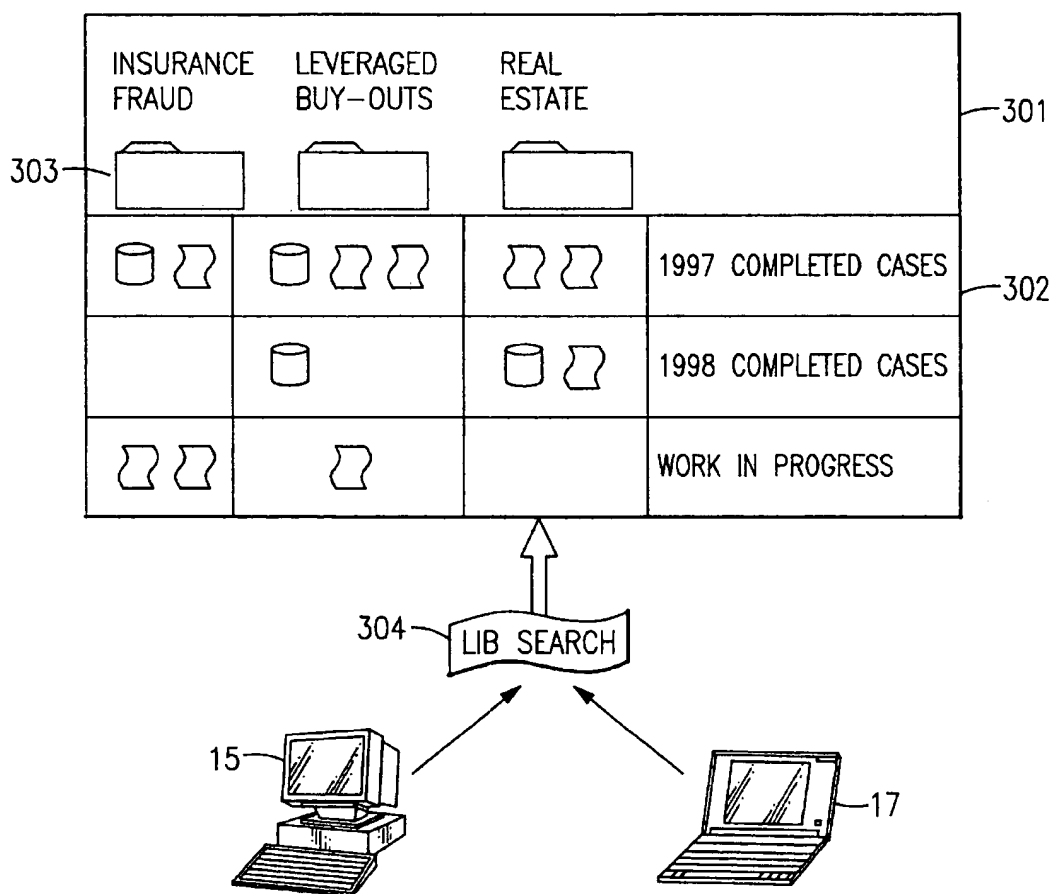 INSURANCE FRAUD
LEVERAGED BUY-OUTS
REAL ESTATE
301
303
1997 COMPLETED CASES
302
1998 COMPLETED CASES
WORK IN PROGRESS
304
LIB SEARCH
15
17